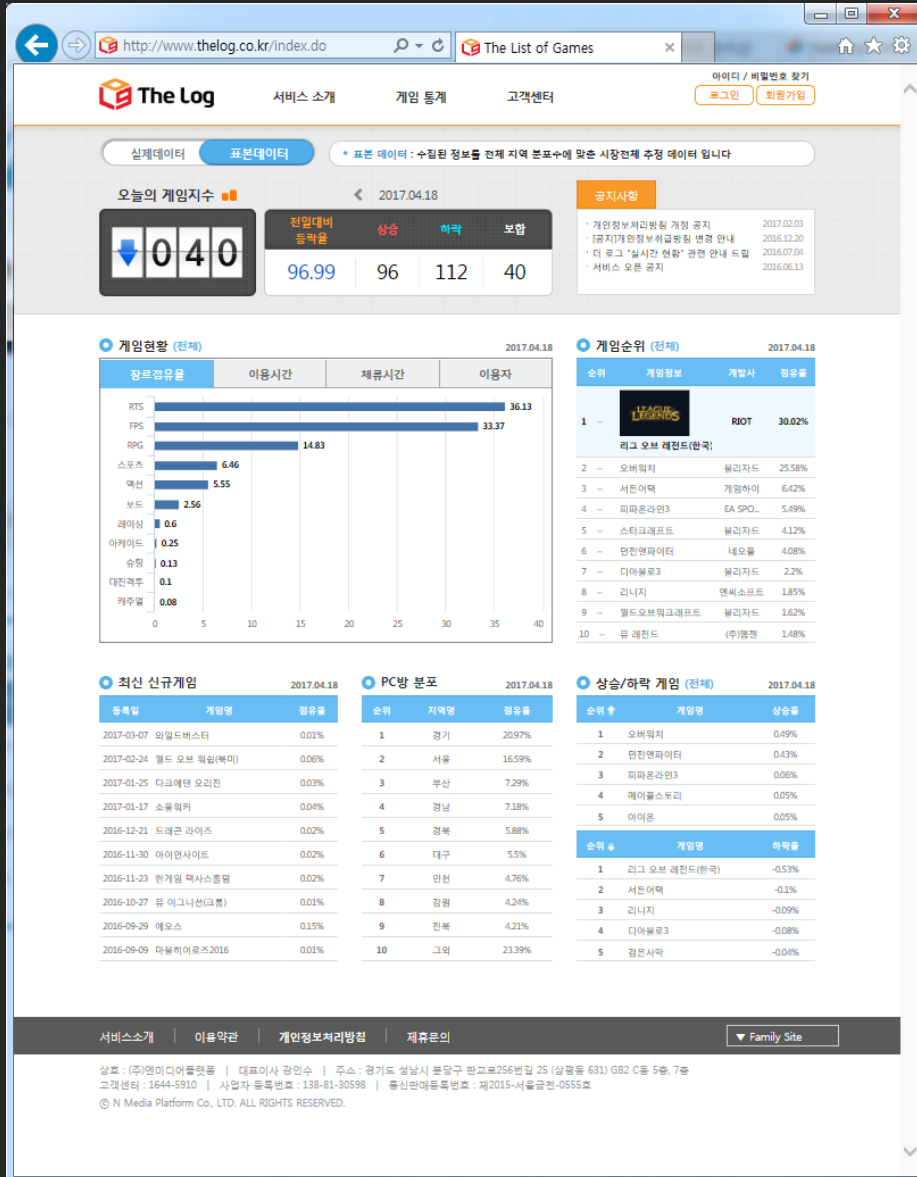 http://www.thelog.co.kr/index.do
The List of Games
The Log
서비스 소개
게임 통계
고객센터
아이디 / 비밀번호 찾기
로그인
회원가입
실제데이터
표본데이터
* 표본 데이터 : 수집된 정보를 전체 지역 분포수에 맞춘 시장전체 추정 데이터 입니다
오늘의 게임지수
040
2017.04.18
전일대비 등락율 상승 하락 보합
96.99 96 112 40
공지사항
· 개인정보처리방침 개정 공지 2017.02.03
· [공지]개인정보취급방침 변경 안내 2016.12.20
· 더 로그 "실시간 현황" 관련 안내 드립 2016.07.04
· 서비스 오픈 공지 2016.06.13
게임현황 (전체) 2017.04.18
장르점유율 이용시간 체류시간 이용자
RTS 36.13
FPS 33.37
RPG 14.83
스포츠 6.46
액션 5.55
보드 2.56
레이싱 0.6
아케이드 0.25
슈팅 0.13
대전격투 0.1
캐주얼 0.08
0 5 10 15 20 25 30 35 40
게임순위 (전체) 2017.04.18
순위 게임정보 개발사 점유율
LEAGUE LEGENDS
1 – 리그 오브 레전드(한국) RIOT 30.02%
2 – 오버워치 블리자드 25.58%
3 – 서든어택 게임하이 6.42%
4 – 피파온라인3 EA SPO... 5.49%
5 – 스타크래프트 블리자드 4.12%
6 – 던전앤파이터 네오플 4.08%
7 – 디아블로3 블리자드 2.2%
8 – 리니지 엔씨소프트 1.85%
9 – 월드오브워크래프트 블리자드 1.62%
10 – 뮤 레전드 (주)웹젠 1.48%
최신 신규게임 2017.04.18
등록일 게임명 점유율
2017-03-07 와일드버스터 0.01%
2017-02-24 월드 오브 워쉽(북미) 0.06%
2017-01-25 다크에덴 오리진 0.03%
2017-01-17 소울워커 0.04%
2016-12-21 드래곤 라이즈 0.02%
2016-11-30 아이언사이트 0.02%
2016-11-23 한게임 텍사스홀덤 0.02%
2016-10-27 뮤 이그니션(크롬) 0.01%
2016-09-29 에오스 0.15%
2016-09-09 마블히어로즈2016 0.01%
PC방 분포 2017.04.18
순위 지역명 점유율
1 경기 20.97%
2 서울 16.59%
3 부산 7.29%
4 경남 7.18%
5 경북 5.88%
6 대구 5.5%
7 인천 4.76%
8 강원 4.24%
9 전북 4.21%
10 그외 23.39%
상승/하락 게임 (전체) 2017.04.18
순위 게임명 상승율
1 오버워치 0.49%
2 던전앤파이터 0.43%
3 피파온라인3 0.06%
4 메이플스토리 0.05%
5 아이온 0.05%
순위 게임명 하락율
1 리그 오브 레전드(한국) -0.53%
2 서든어택 -0.1%
3 리니지 -0.09%
4 디아블로3 -0.08%
5 검은사막 -0.04%
서비스소개 | 이용약관 | 개인정보처리방침 | 제휴문의
▼ Family Site
상호 : (주)엔미디어플랫폼 | 대표이사 강인수 | 주소 : 경기도 성남시 분당구 판교로256번길 25 (삼평동 631) GB2 C동 5층, 7층
고객센터 : 1644-5910 | 사업자 등록번호 : 138-81-30598 | 통신판매등록번호 : 제2015-서울금천-0555호
ⓒ N Media Platform Co., LTD. ALL RIGHTS RESERVED.